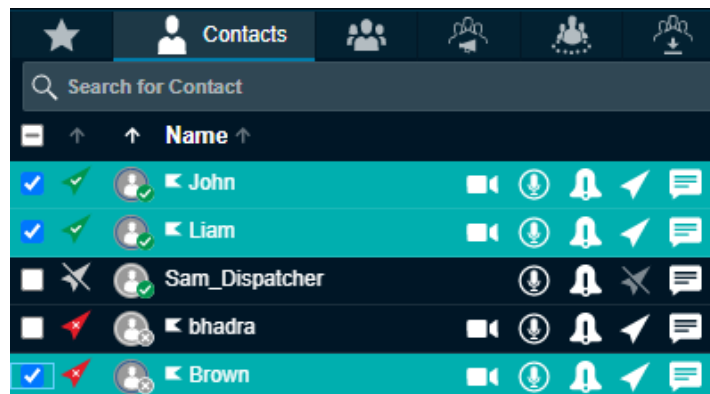 Contacts
Search for Contact
Name
John
Liam
Sam_Dispatcher
bhadra
Brown